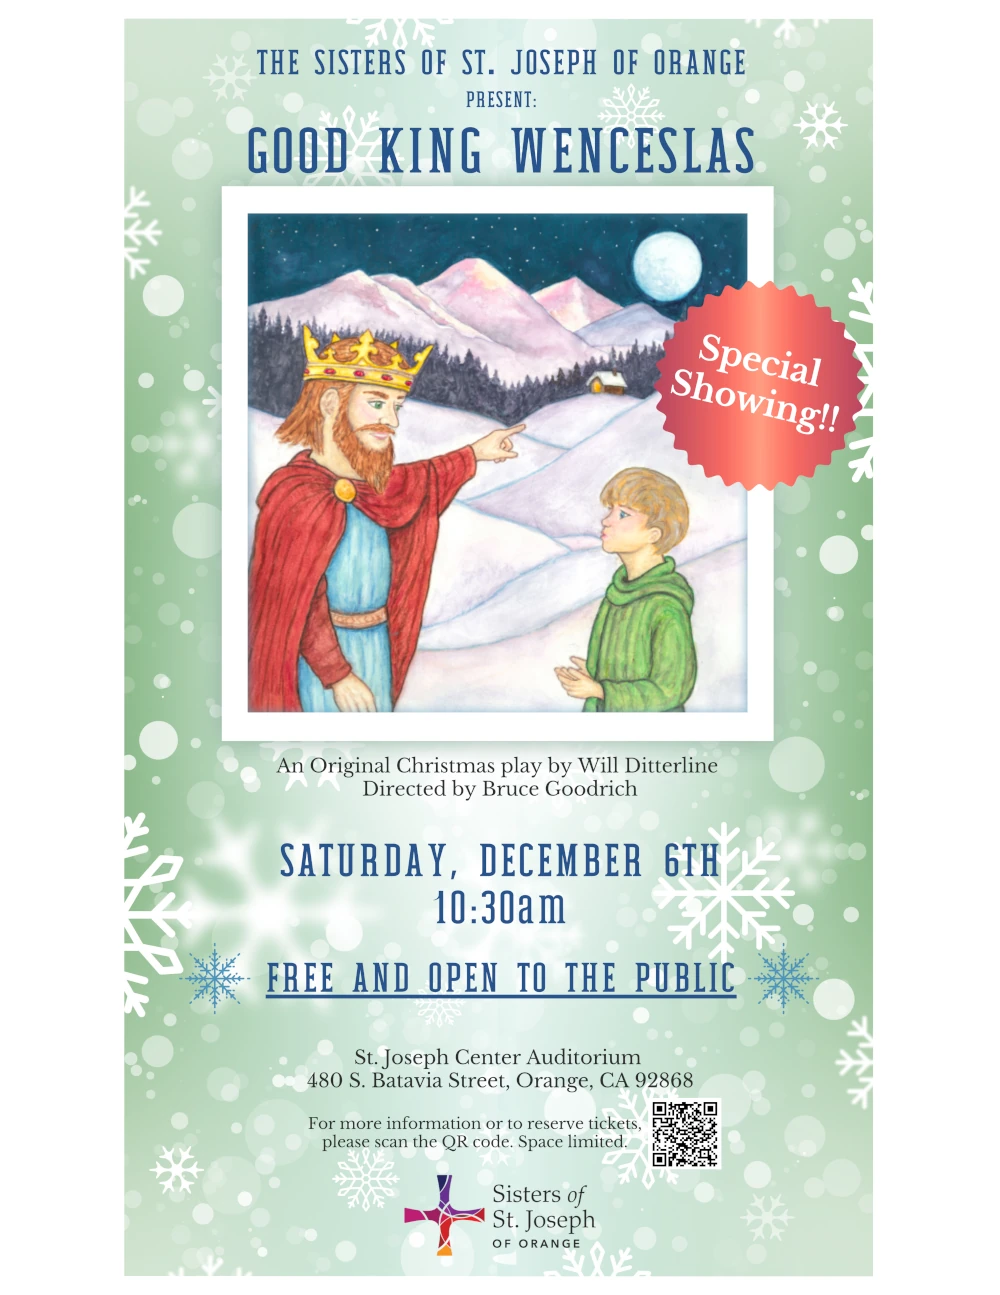 THE SISTERS OF ST. JOSEPH OF ORANGE
PRESENT:
GOOD KING WENCESLAS
Special
Showing!!
An Original Christmas play by Will Ditterline
Directed by Bruce Goodrich
SATURDAY, DECEMBER 6TH
10:30am
FREE AND OPEN TO THE PUBLIC
St. Joseph Center Auditorium
480 S. Batavia Street, Orange, CA 92868
For more information or to reserve tickets,
please scan the QR code. Space limited.
Sisters of
St. Joseph
OF ORANGE